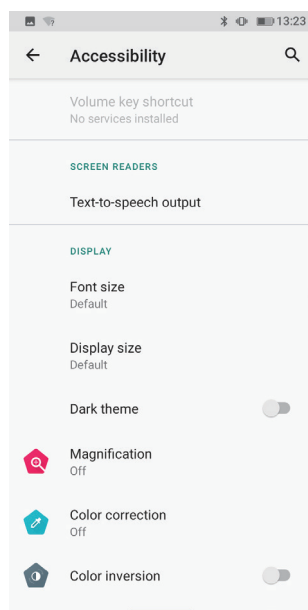 13:23
Accessibility
Volume key shortcut
No services installed
SCREEN READERS
Text-to-speech output
DISPLAY
Font size
Default
Display size
Default
Dark theme
Magnification
Off
Color correction
Off
Color inversion